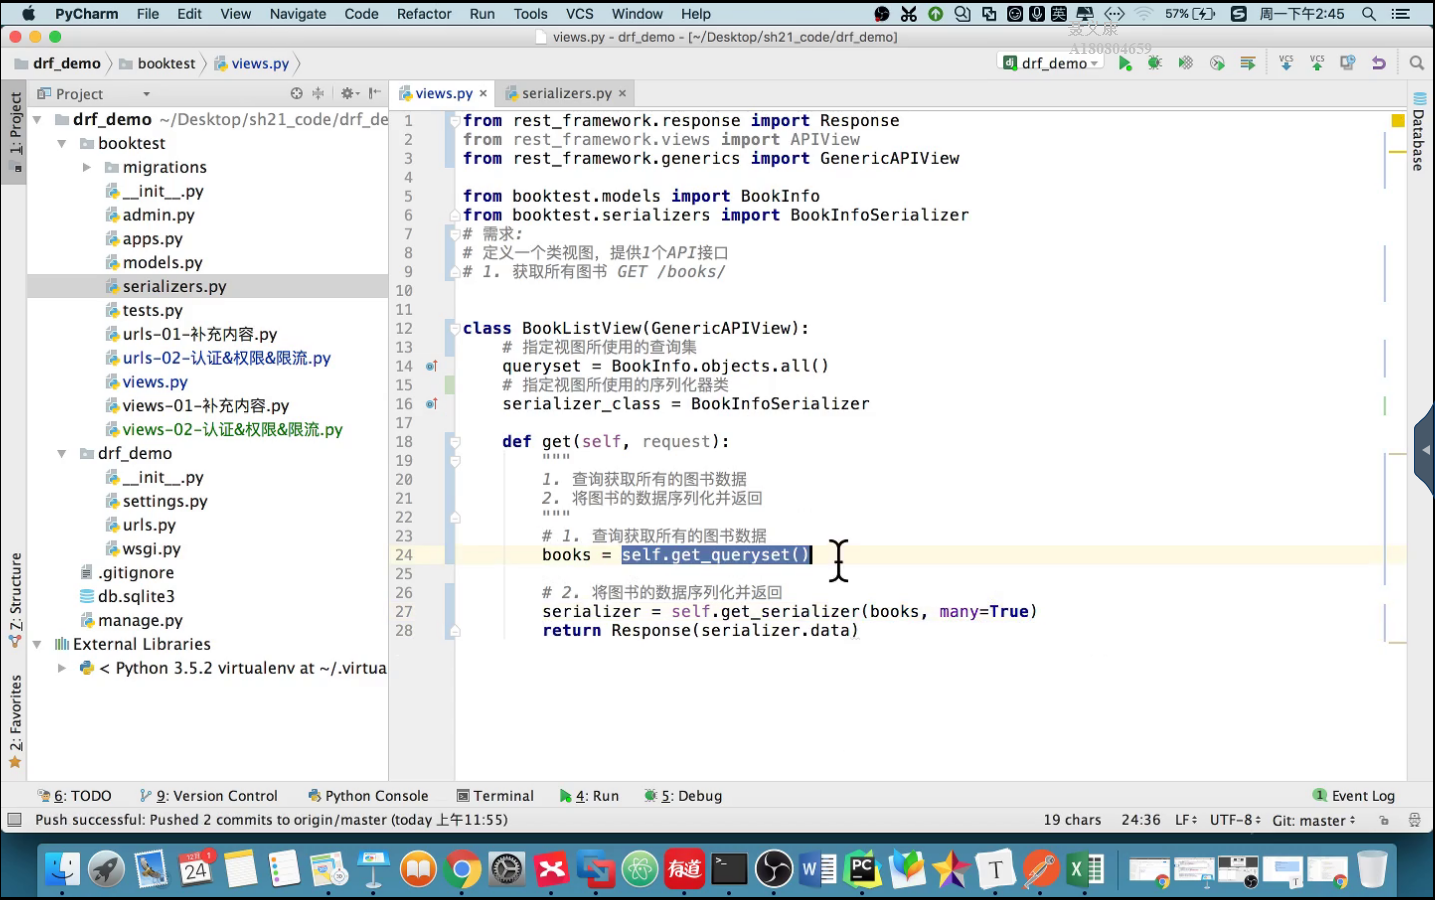 PyCharm File Edit View Navigate Code Refactor Run Tools VCS Window Help 英 57% 周一下午2:45
views.py - drf_demo - [~/Desktop/sh21_code/drf_demo]
A180804659
drf_demo booktest views.py drf_demo VCS VCS
Project views.py × serializers.py ×
1: Project
7: Structure
2: Favorites
Database
drf_demo ~/Desktop/sh21_code/drf_de
booktest
migrations
__init__.py
admin.py
apps.py
models.py
serializers.py
tests.py
urls-01-补充内容.py
urls-02-认证&权限&限流.py
views.py
views-01-补充内容.py
views-02-认证&权限&限流.py
drf_demo
__init__.py
settings.py
urls.py
wsgi.py
.gitignore
db.sqlite3
manage.py
External Libraries
< Python 3.5.2 virtualenv at ~/.virtua
1 from rest_framework.response import Response
2 from rest_framework.views import APIView
3 from rest_framework.generics import GenericAPIView
4
5 from booktest.models import BookInfo
6 from booktest.serializers import BookInfoSerializer
7 # 需求:
8 # 定义一个类视图，提供1个API接口
9 # 1. 获取所有图书 GET /books/
10
11
12 class BookListView(GenericAPIView):
13 # 指定视图所使用的查询集
14 queryset = BookInfo.objects.all()
15 # 指定视图所使用的序列化器类
16 serializer_class = BookInfoSerializer
17
18 def get(self, request):
19 """
20 1. 查询获取所有的图书数据
21 2. 将图书的数据序列化并返回
22 """
23 # 1. 查询获取所有的图书数据
24 books = self.get_queryset()
25
26 # 2. 将图书的数据序列化并返回
27 serializer = self.get_serializer(books, many=True)
28 return Response(serializer.data)
6: TODO 9: Version Control Python Console Terminal 4: Run 5: Debug 1 Event Log
Push successful: Pushed 2 commits to origin/master (today 上午11:55) 19 chars 24:36 LF UTF-8 Git: master
12月 24 1 有道 W PC T X